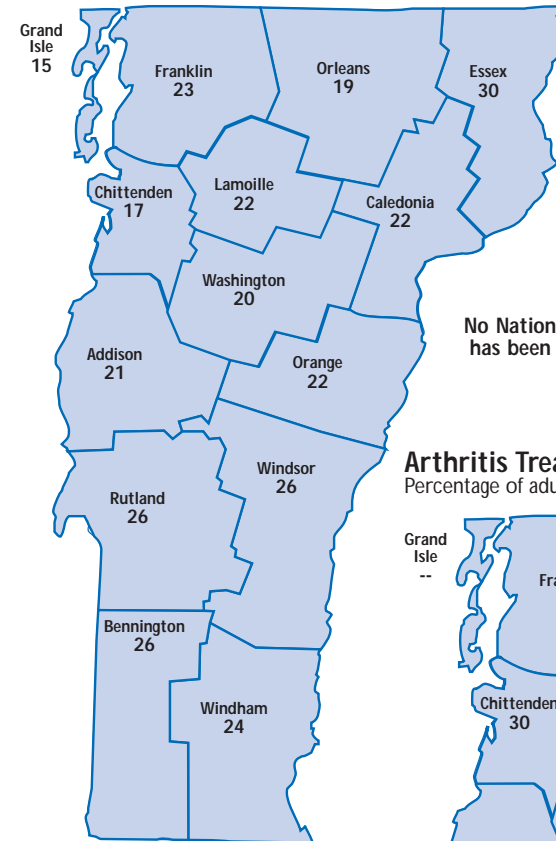 Grand
Isle
15
Franklin
23
Orleans
19
Essex
30
Chittenden
17
Lamoille
22
Caledonia
22
Washington
20
Addison
21
Orange
22
Windsor
26
Rutland
26
Bennington
26
Windham
24
No Nation
has been
Arthritis Trea
Percentage of adu
Grand
Isle
--
Fra
Chittenden
30